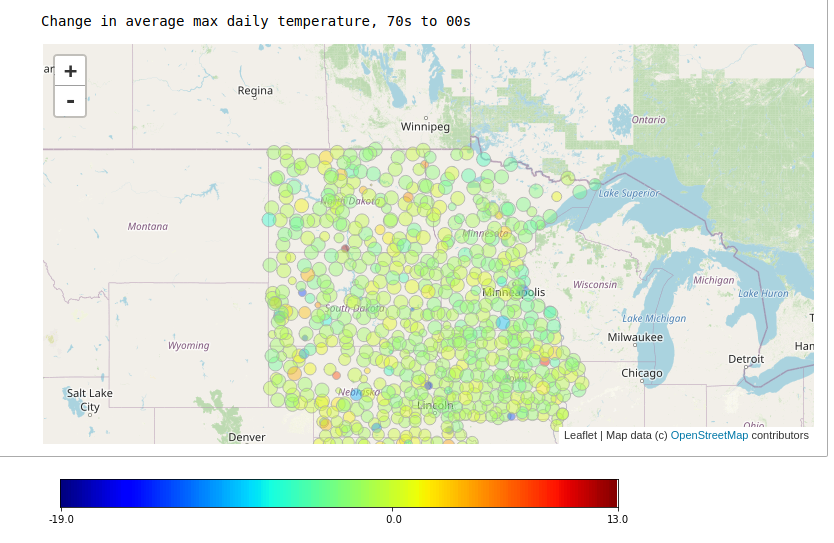 Change in average max daily temperature, 70s to 00s
ar
+
-
Regina
Winnipeg
Ontario
Lake Superior
North Dakota
Montana
Minnesota
Wisconsin
Michigan
Minneapolis
Lake Huron
South Dakota
Lake Michigan
Wyoming
Milwaukee
Han
Detroit
Chicago
Iowa
Salt Lake
City
Nebraska
Lincoln
Ohio
Denver
Leaflet | Map data (c) OpenStreetMap contributors
-19.0 0.0 13.0